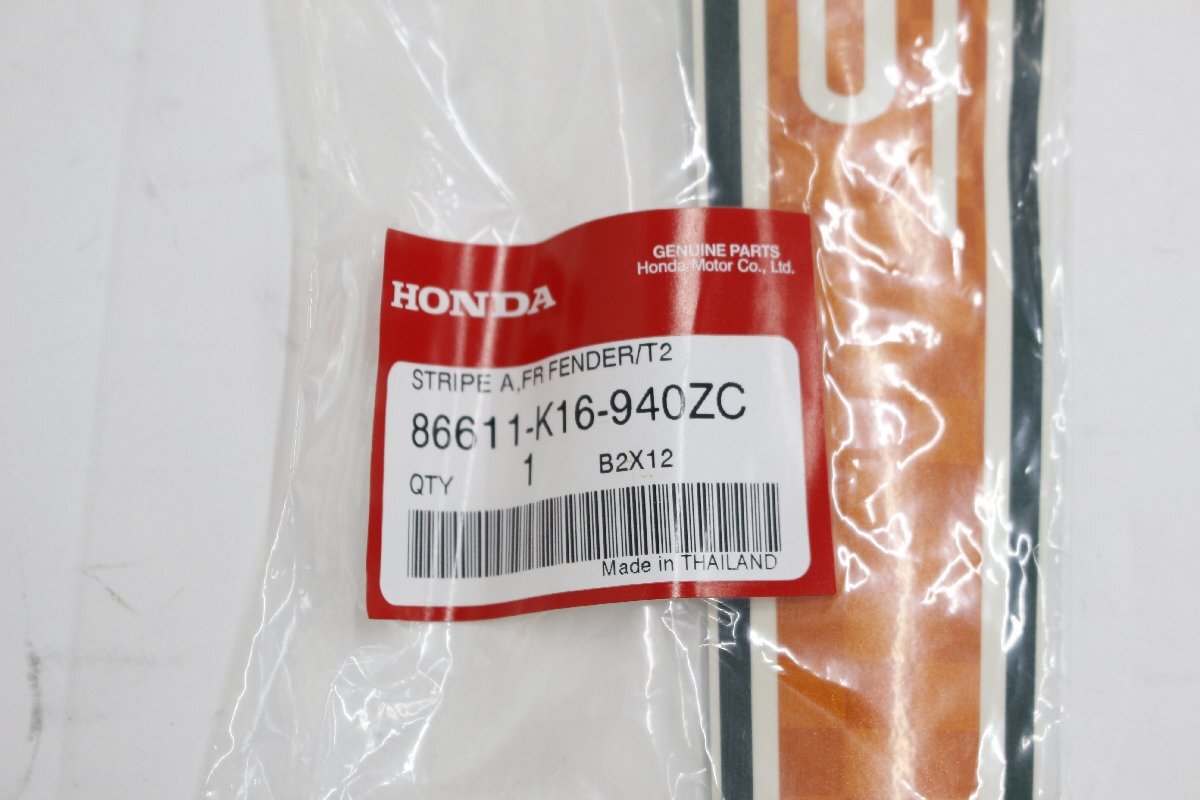 GENUINE PARTS
Honda Motor Co., Ltd.
HONDA
STRIPE A,FR FENDER/T2
86611-K16-940ZC
QTY 1 B2X12
Made in THAILAND